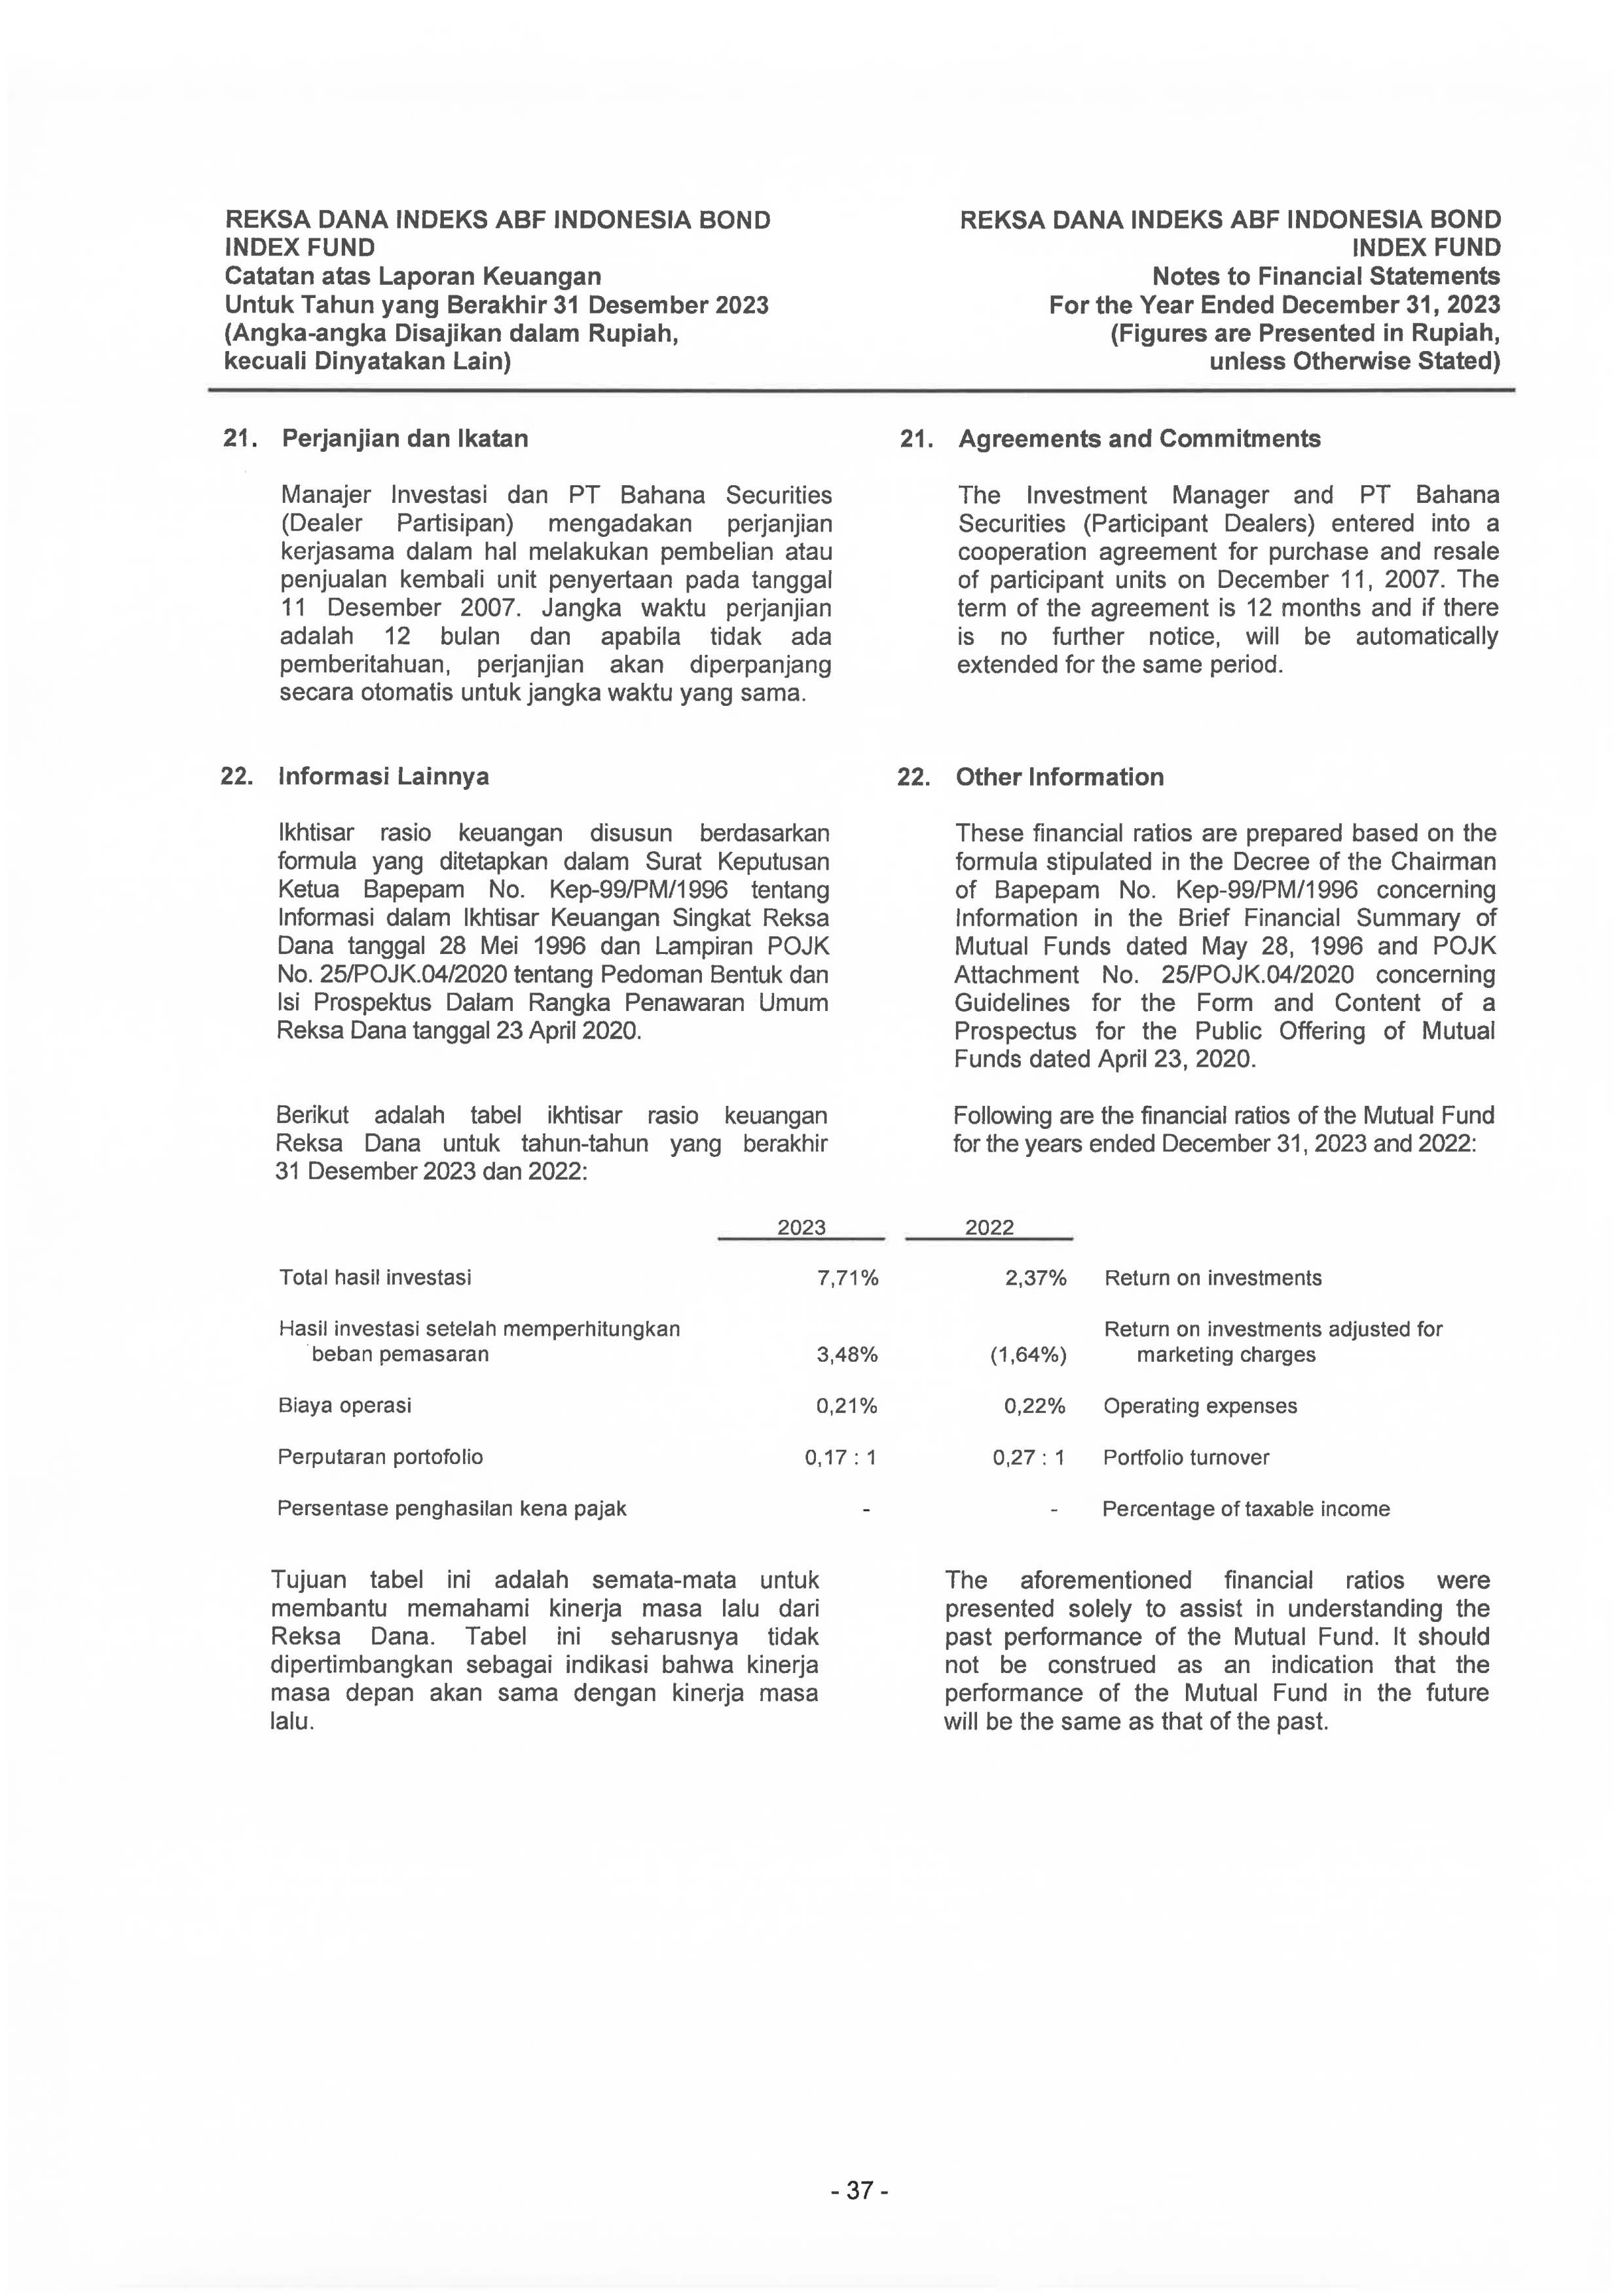 REKSA DANA INDEKS ABF INDONESIA BOND
INDEX FUND
Catatan atas Laporan Keuangan
Untuk Tahun yang Berakhir 31 Desember 2023
(Angka-angka Disajikan dalam Rupiah,
kecuali Dinyatakan Lain)
REKSA DANA INDEKS ABF INDONESIA BOND
INDEX FUND
Notes to Financial Statements
For the Year Ended December 31, 2023
(Figures are Presented in Rupiah,
unless Otherwise Stated)
21. Perjanjian dan Ikatan
Manajer Investasi dan PT Bahana Securities
(Dealer Partisipan) mengadakan perjanjian
kerjasama dalam hal melakukan pembelian atau
penjualan kembali unit penyertaan pada tanggal
11 Desember 2007. Jangka waktu perjanjian
adalah 12 bulan dan apabila tidak ada
pemberitahuan, perjanjian akan diperpanjang
secara otomatis untuk jangka waktu yang sama.
21. Agreements and Commitments
The Investment Manager and PT Bahana
Securities (Participant Dealers) entered into a
cooperation agreement for purchase and resale
of participant units on December 11, 2007. The
term of the agreement is 12 months and if there
is no further notice, will be automatically
extended for the same period.
22. Informasi Lainnya
Ikhtisar rasio keuangan disusun berdasarkan
formula yang ditetapkan dalam Surat Keputusan
Ketua Bapepam No. Kep-99/PM/1996 tentang
Informasi dalam Ikhtisar Keuangan Singkat Reksa
Dana tanggal 28 Mei 1996 dan Lampiran POJK
No. 25/POJK.04/2020 tentang Pedoman Bentuk dan
Isi Prospektus Dalam Rangka Penawaran Umum
Reksa Dana tanggal 23 April 2020.
22. Other Information
These financial ratios are prepared based on the
formula stipulated in the Decree of the Chairman
of Bapepam No. Kep-99/PM/1996 concerning
Information in the Brief Financial Summary of
Mutual Funds dated May 28, 1996 and POJK
Attachment No. 25/POJK.04/2020 concerning
Guidelines for the Form and Content of a
Prospectus for the Public Offering of Mutual
Funds dated April 23, 2020.
Berikut adalah tabel ikhtisar rasio keuangan
Reksa Dana untuk tahun-tahun yang berakhir
31 Desember 2023 dan 2022:
Following are the financial ratios of the Mutual Fund
for the years ended December 31, 2023 and 2022:
2023 2022
Total hasil investasi 7,71% 2,37% Return on investments
Hasil investasi setelah memperhitungkan Return on investments adjusted for
beban pemasaran 3,48% (1,64%) marketing charges
Biaya operasi 0,21% 0,22% Operating expenses
Perputaran portofolio 0,17 : 1 0,27 : 1 Portfolio turnover
Persentase penghasilan kena pajak - - Percentage of taxable income
Tujuan tabel ini adalah semata-mata untuk
membantu memahami kinerja masa lalu dari
Reksa Dana. Tabel ini seharusnya tidak
dipertimbangkan sebagai indikasi bahwa kinerja
masa depan akan sama dengan kinerja masa
lalu.
The aforementioned financial ratios were
presented solely to assist in understanding the
past performance of the Mutual Fund. It should
not be construed as an indication that the
performance of the Mutual Fund in the future
will be the same as that of the past.
- 37 -